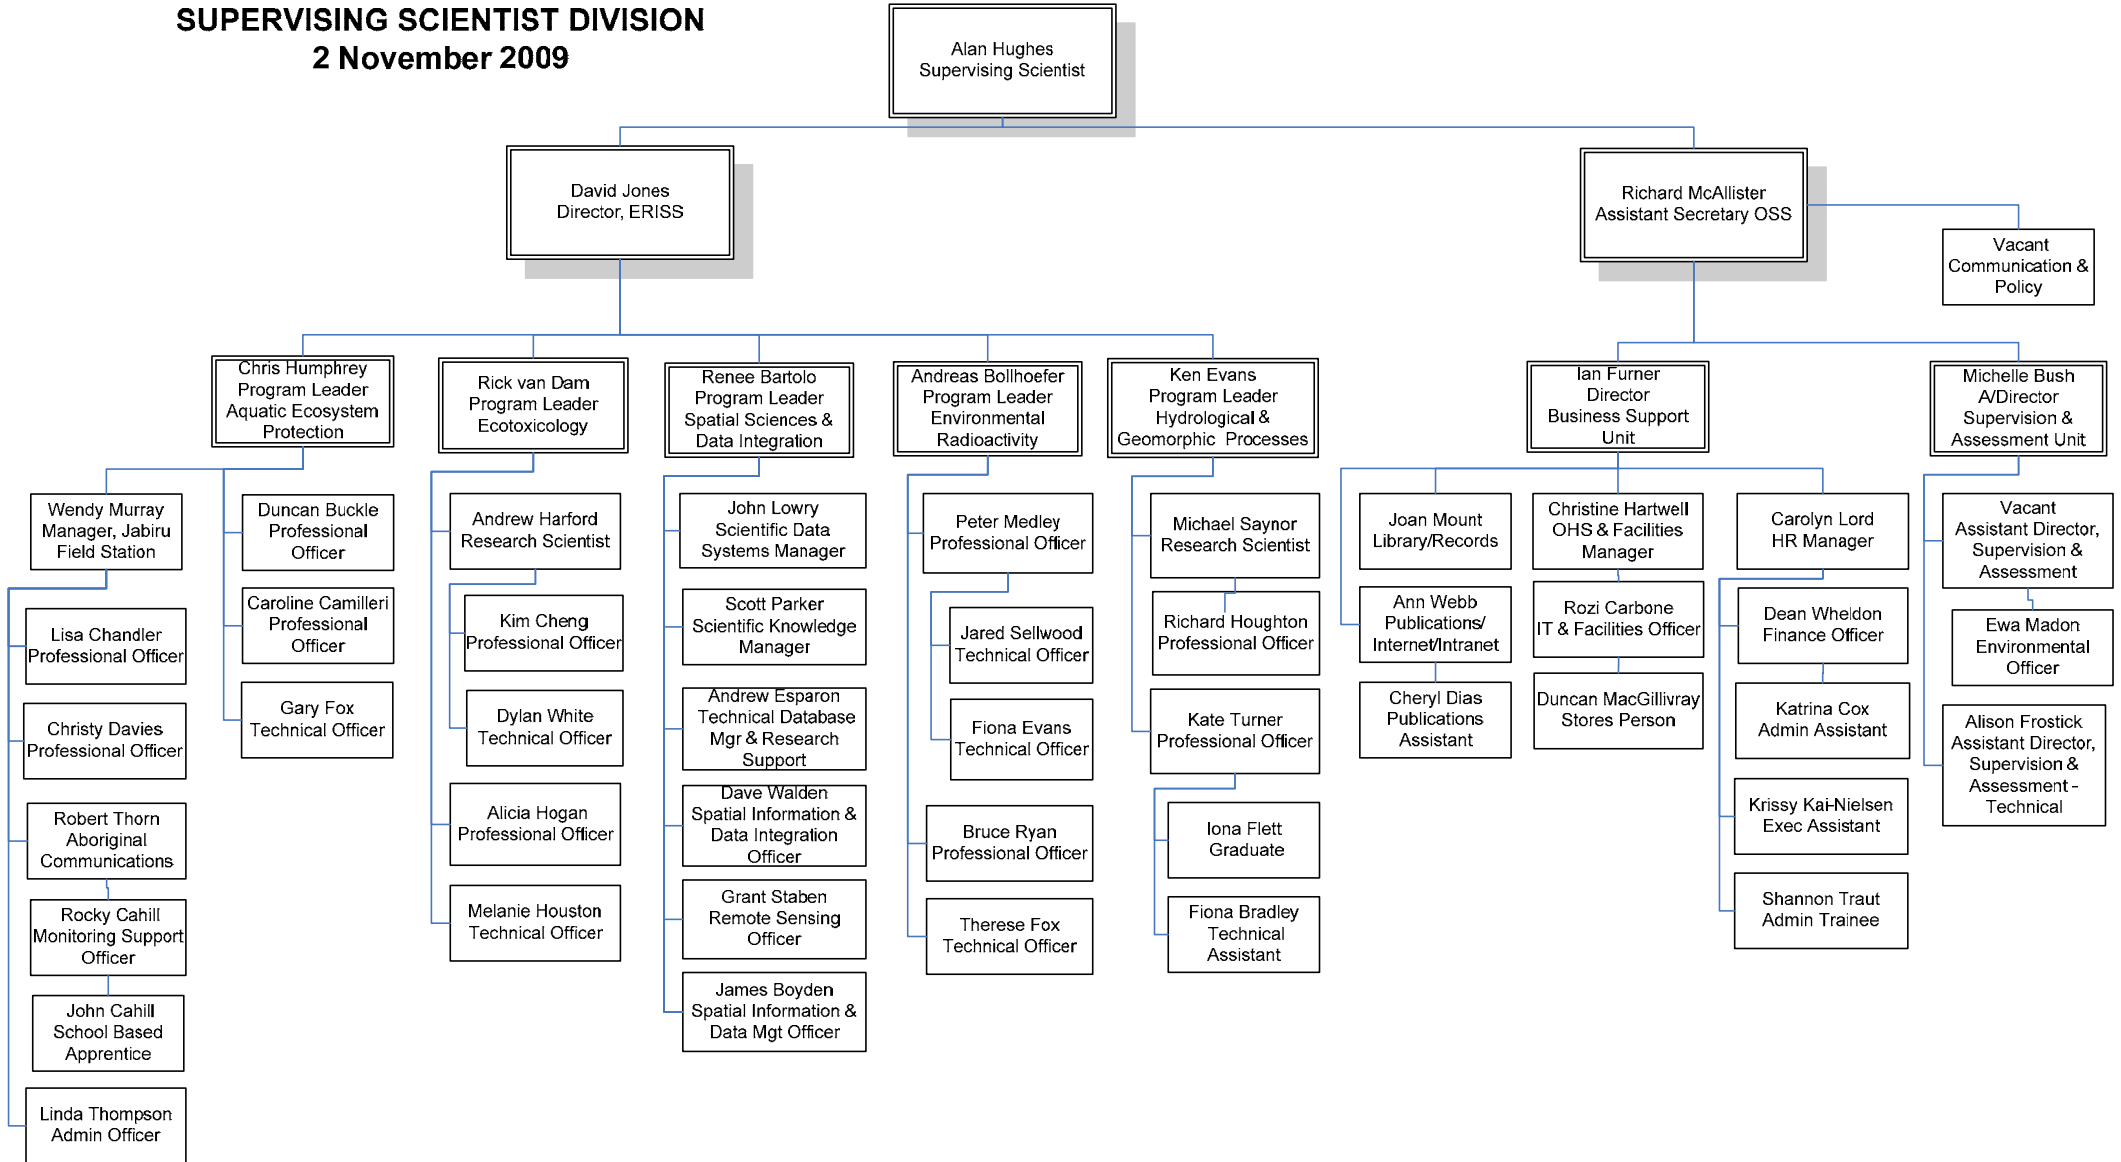 SUPERVISING SCIENTIST DIVISION
2 November 2009
Alan Hughes
Supervising Scientist
David Jones
Director, ERISS
Richard McAllister
Assistant Secretary OSS
Vacant
Communication &
Policy
Chris Humphrey
Program Leader
Aquatic Ecosystem
Protection
Rick van Dam
Program Leader
Ecotoxicology
Renee Bartolo
Program Leader
Spatial Sciences &
Data Integration
Andreas Bollhoefer
Program Leader
Environmental
Radioactivity
Ken Evans
Program Leader
Hydrological &
Geomorphic Processes
Ian Furner
Director
Business Support
Unit
Michelle Bush
A/Director
Supervision &
Assessment Unit
Wendy Murray
Manager, Jabiru
Field Station
Lisa Chandler
Professional Officer
Christy Davies
Professional Officer
Robert Thorn
Aboriginal
Communications
Rocky Cahill
Monitoring Support
Officer
John Cahill
School Based
Apprentice
Linda Thompson
Admin Officer
Duncan Buckle
Professional
Officer
Caroline Camilleri
Professional
Officer
Gary Fox
Technical Officer
Andrew Harford
Research Scientist
Kim Cheng
Professional Officer
Dylan White
Technical Officer
Alicia Hogan
Professional Officer
Melanie Houston
Technical Officer
John Lowry
Scientific Data
Systems Manager
Scott Parker
Scientific Knowledge
Manager
Andrew Esparon
Technical Database
Mgr & Research
Support
Dave Walden
Spatial Information &
Data Integration
Officer
Grant Staben
Remote Sensing
Officer
James Boyden
Spatial Information &
Data Mgt Officer
Peter Medley
Professional Officer
Jared Sellwood
Technical Officer
Fiona Evans
Technical Officer
Bruce Ryan
Professional Officer
Therese Fox
Technical Officer
Michael Saynor
Research Scientist
Richard Houghton
Professional Officer
Kate Turner
Professional Officer
Iona Flett
Graduate
Fiona Bradley
Technical
Assistant
Joan Mount
Library/Records
Ann Webb
Publications/
Internet/Intranet
Cheryl Dias
Publications
Assistant
Christine Hartwell
OHS & Facilities
Manager
Rozi Carbone
IT & Facilities Officer
Duncan MacGillivray
Stores Person
Carolyn Lord
HR Manager
Dean Wheldon
Finance Officer
Katrina Cox
Admin Assistant
Krissy Kai-Nielsen
Exec Assistant
Shannon Traut
Admin Trainee
Vacant
Assistant Director,
Supervision &
Assessment
Ewa Madon
Environmental
Officer
Alison Frostick
Assistant Director,
Supervision &
Assessment -
Technical